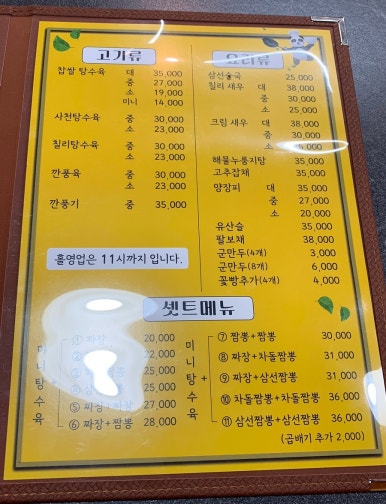 고기류
찹쌀 탕수육 대 35,000
중 27,000
소 19,000
미니 14,000
사천탕수육 중 30,000
소 23,000
칠리탕수육 중 30,000
소 23,000
깐풍육 중 30,000
소 23,000
깐풍기 중 35,000
홀영업은 11시까지 입니다.
요리류
삼선술국 25,000
칠리 새우 대 38,000
중 30,000
소 25,000
크림 새우 대 38,000
중 30,000
소
해물누룽지탕 35,000
고추잡채 35,000
양장피 대 35,000
중 27,000
소 20,000
유산슬 35,000
팔보채 38,000
군만두(4개) 3,000
군만두(8개) 6,000
꽃빵추가(4개) 4,000
셋트메뉴
미니탕수육 +
① 짜장 20,000
22,000
25,000
25,000
⑤ 짜장+짜장 27,000
⑥ 짜장+짬뽕 28,000
미니탕수육 +
⑦ 짬뽕+짬뽕 30,000
⑧ 짜장+차돌짬뽕 31,000
⑨ 짜장+삼선짬뽕 31,000
⑩ 차돌짬뽕+차돌짬뽕 36,000
⑪ 삼선짬뽕+삼선짬뽕 36,000
(곱배기 추가 2,000)